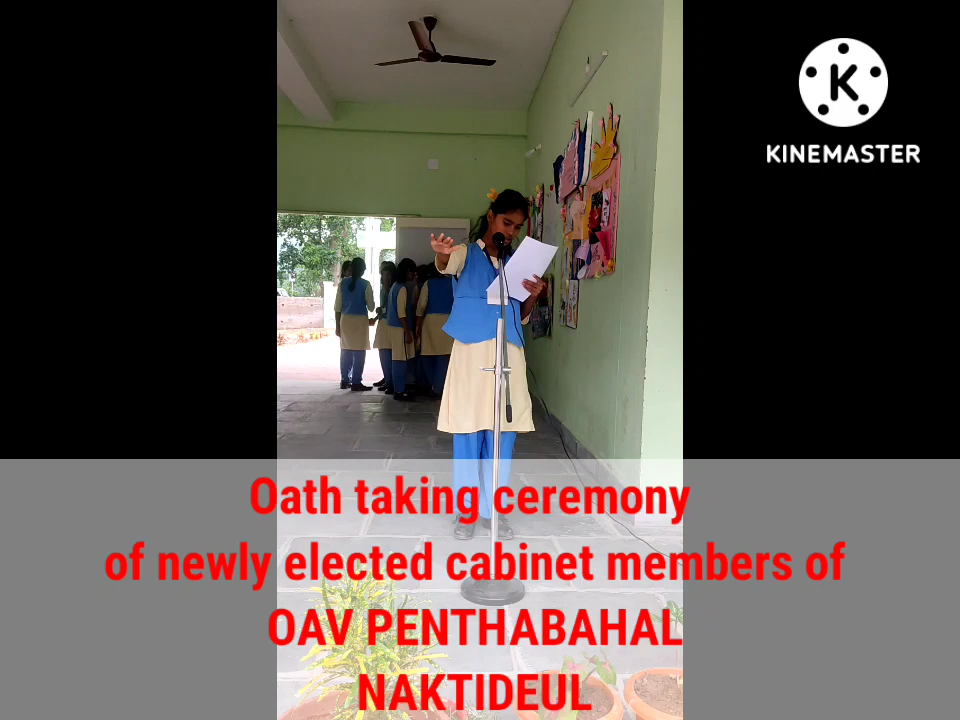 K
KINEMASTER
Oath taking ceremony
of newly elected cabinet members of
OAV PENTHABAHAL
NAKTIDEUL